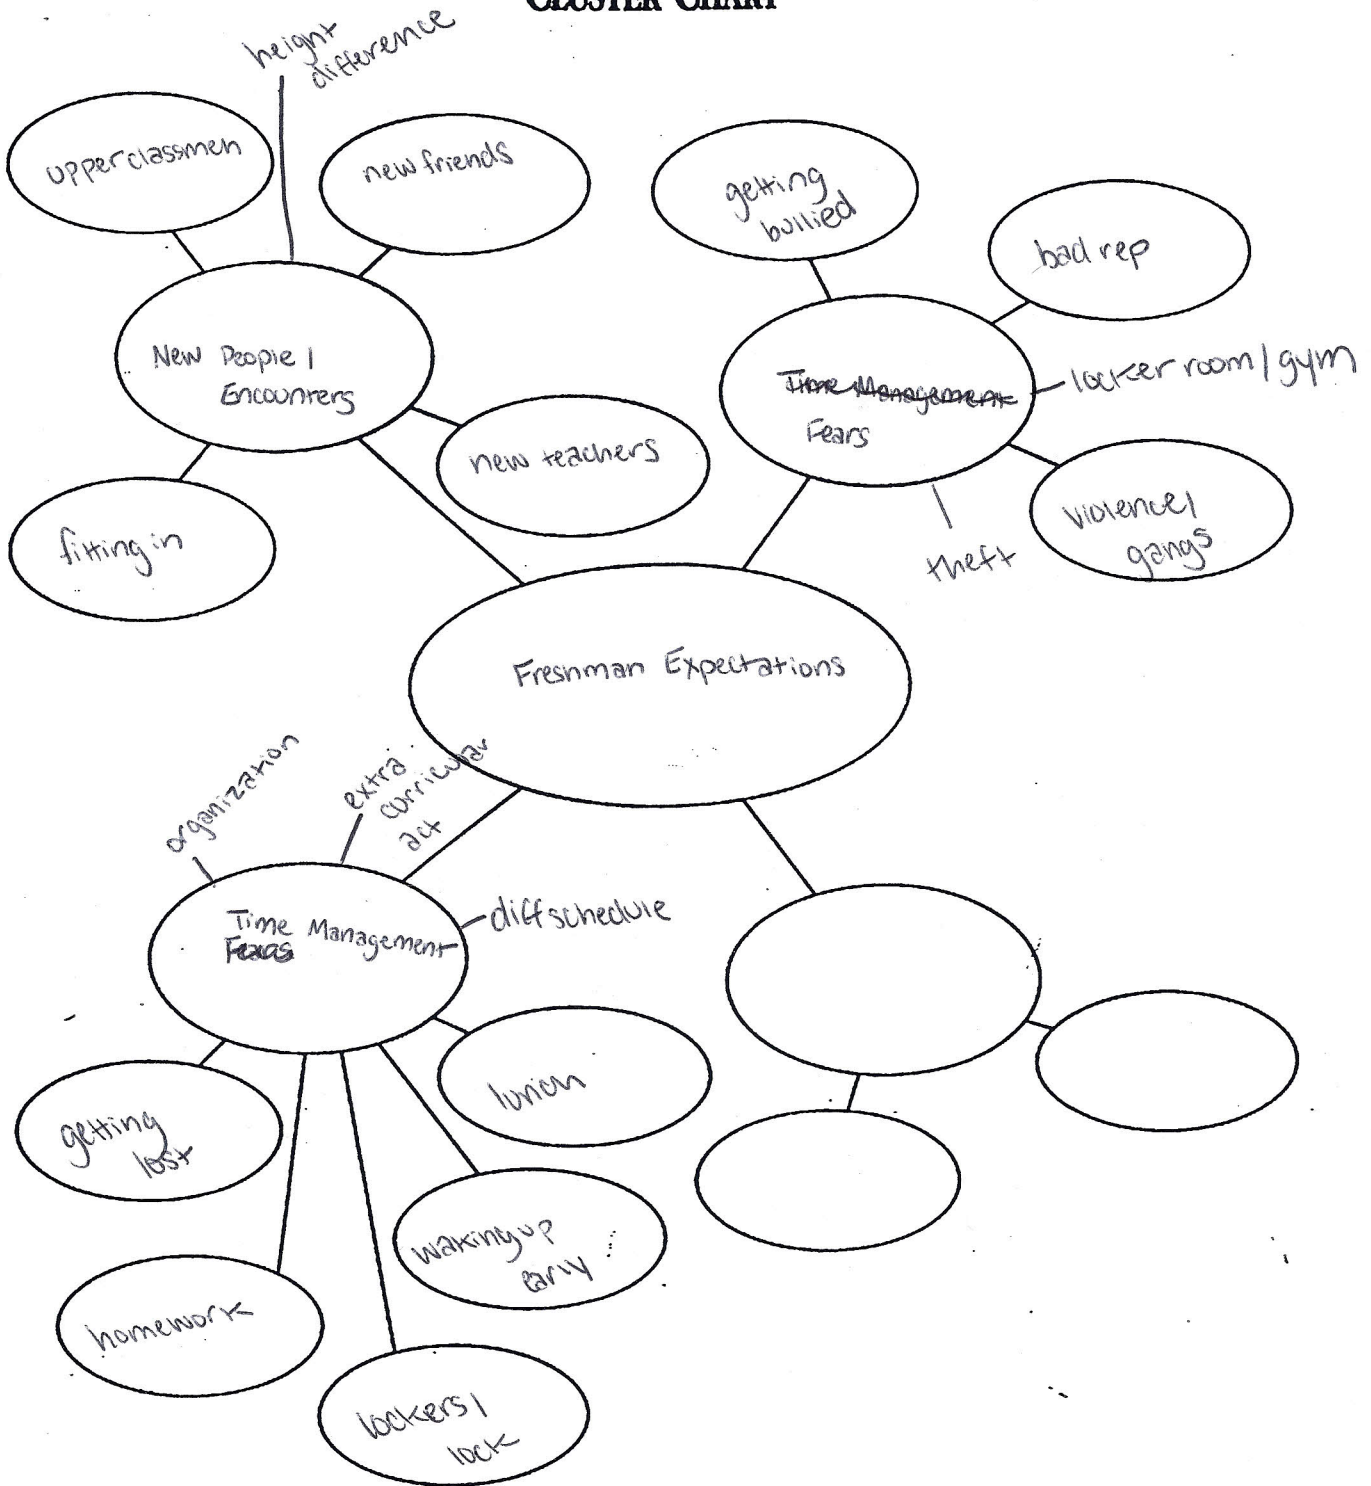 CLUSTER CHART
height
difference
upperclassmen
new friends
New People/
Encounters
new teachers
fitting in
getting
bullied
bad rep
Time Management
Fears
locker room/gym
violence/
gangs
theft
Freshman Expectations
organization
extra
curricular
act
Time Management
Fears
diff schedule
lunch
getting
lost
waking up
early
homework
lockers/
lock